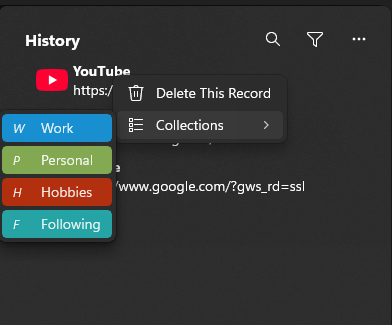 History
YouTube
https:/
Delete This Record
Collections
W Work
P Personal
H Hobbies
F Following
www.google.com/?gws_rd=ssl